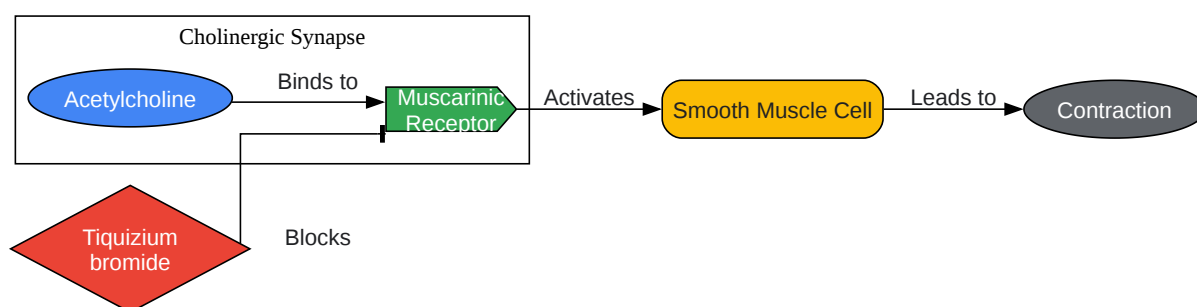 Cholinergic Synapse
Acetylcholine
Binds to
Muscarinic
Receptor
Activates
Smooth Muscle Cell
Leads to
Contraction
Tiquizium
bromide
Blocks